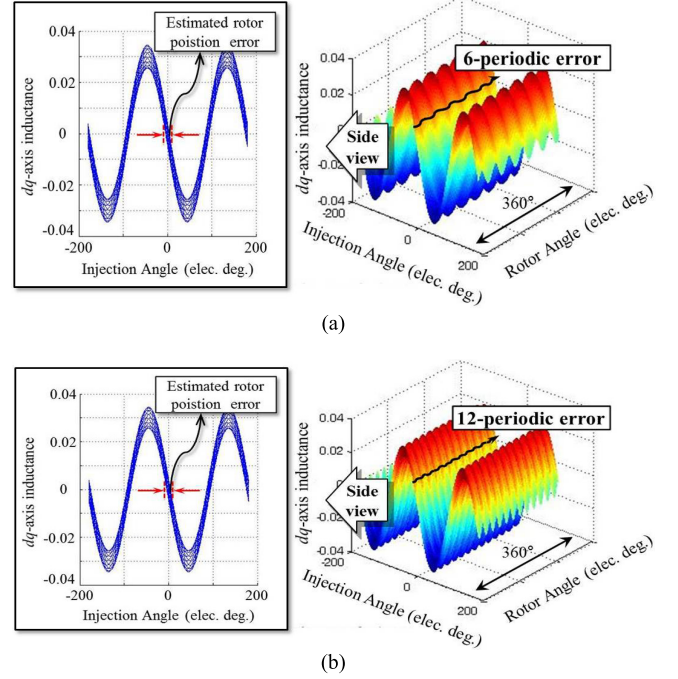 Estimated rotor
poistion error
0.04
0.02
0
-0.02
-0.04
-200
0
200
dq-axis inductance
Injection Angle (elec. deg.)
6-periodic error
0.04
0.02
-0.02
-0.04
-200
0
200
dq-axis inductance
Side
view
360°
Injection Angle (elec. deg.)
Rotor Angle (elec. deg.)
(a)
Estimated rotor
poistion error
0.04
0.02
0
-0.02
-0.04
-200
0
200
dq-axis inductance
Injection Angle (elec. deg.)
12-periodic error
0.04
0.02
-0.02
-0.04
-200
0
200
dq-axis inductance
Side
view
360°
Injection Angle (elec. deg.)
Rotor Angle (elec. deg.)
(b)